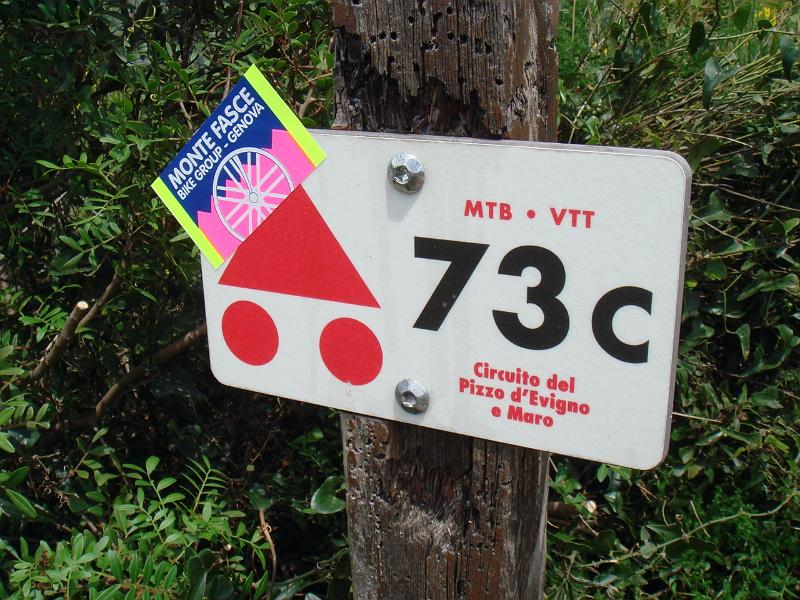 MONTE FASCE
BIKE GROUP - GENOVA
MTB • VTT
73c
Circuito del
Pizzo d'Evigno
e Maro